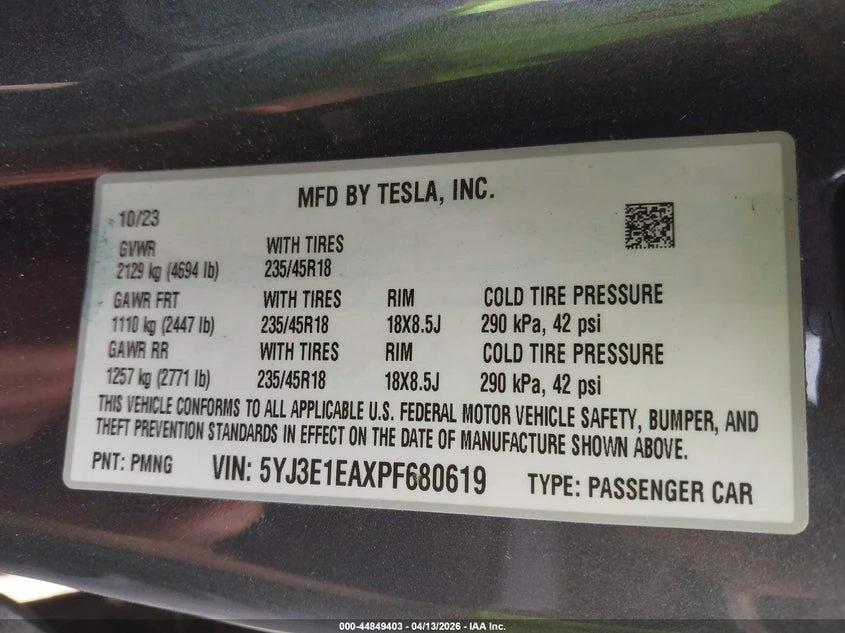 MFD BY TESLA, INC.
10/23
GVWR WITH TIRES
2129 kg (4694 lb) 235/45R18
GAWR FRT WITH TIRES RIM COLD TIRE PRESSURE
1110 kg (2447 lb) 235/45R18 18X8.5J 290 kPa, 42 psi
GAWR RR WITH TIRES RIM COLD TIRE PRESSURE
1257 kg (2771 lb) 235/45R18 18X8.5J 290 kPa, 42 psi
THIS VEHICLE CONFORMS TO ALL APPLICABLE U.S. FEDERAL MOTOR VEHICLE SAFETY, BUMPER, AND
THEFT PREVENTION STANDARDS IN EFFECT ON THE DATE OF MANUFACTURE SHOWN ABOVE.
PNT: PMNG VIN: 5YJ3E1EAXPF680619 TYPE: PASSENGER CAR
000-44849403 - 04/13/2026 - IAA Inc.